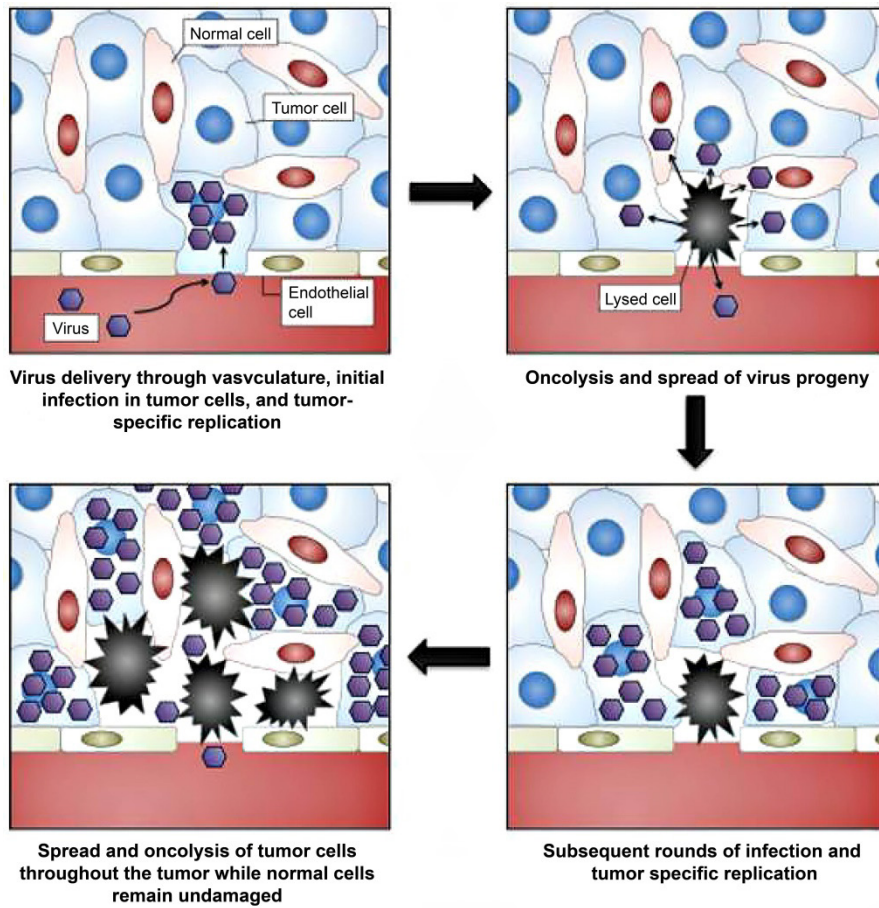 Normal cell
Tumor cell
Endothelial
cell
Virus
Virus delivery through vasvculature, initial
infection in tumor cells, and tumor-
specific replication
Lysed cell
Oncolysis and spread of virus progeny
Spread and oncolysis of tumor cells
throughout the tumor while normal cells
remain undamaged
Subsequent rounds of infection and
tumor specific replication